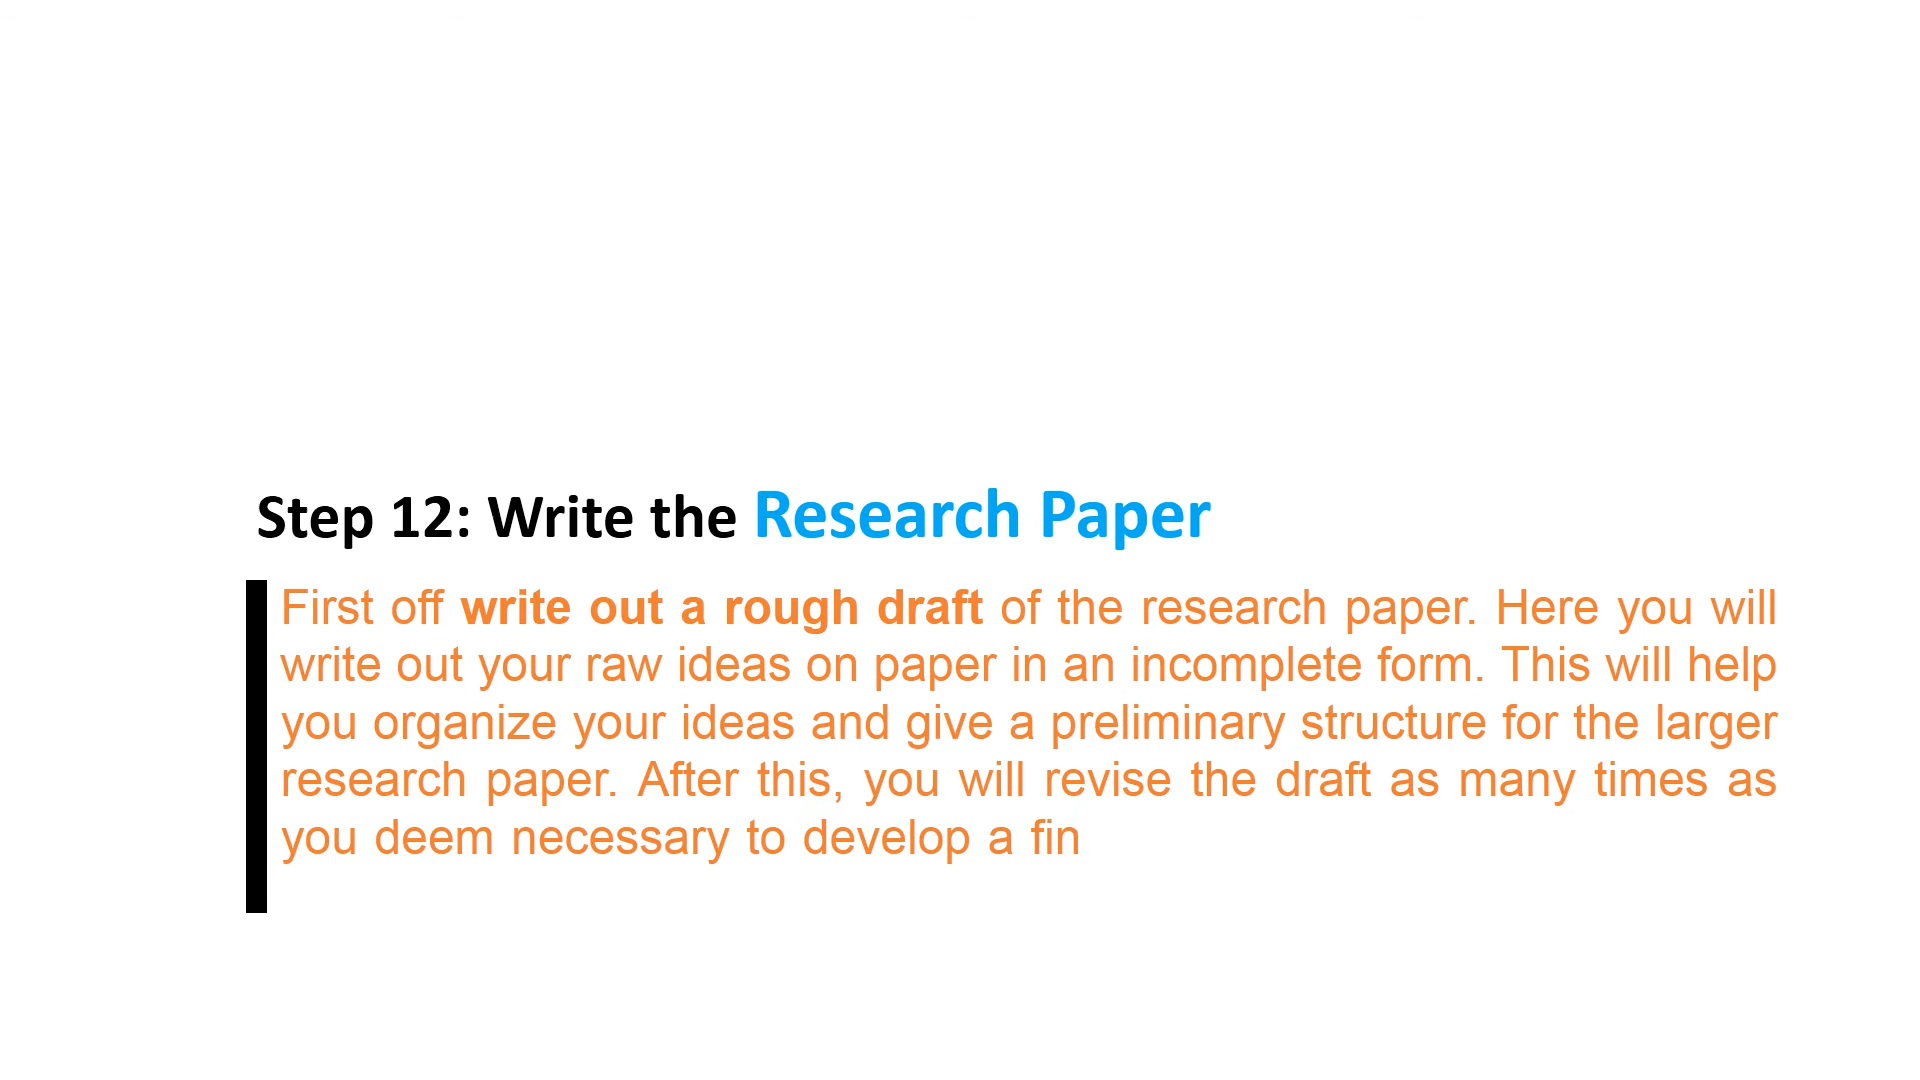 Step 12: Write the Research Paper
First off write out a rough draft of the research paper. Here you will
write out your raw ideas on paper in an incomplete form. This will help
you organize your ideas and give a preliminary structure for the larger
research paper. After this, you will revise the draft as many times as
you deem necessary to develop a fin